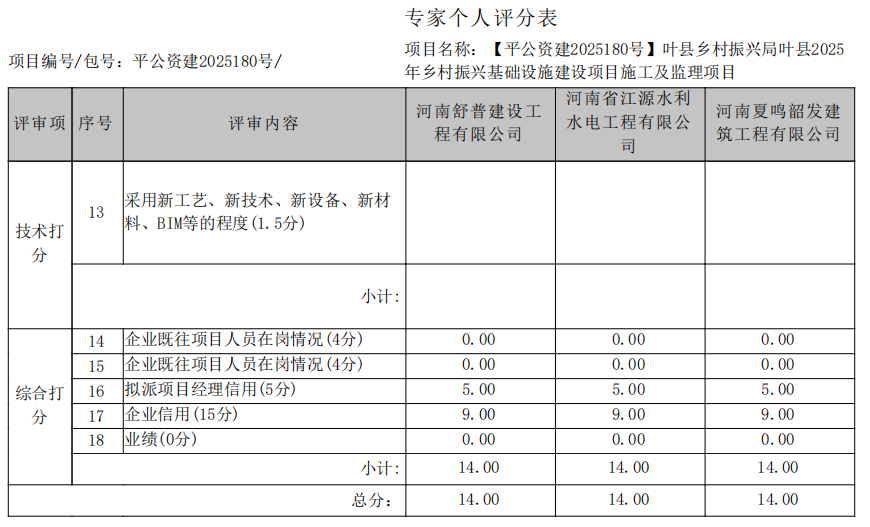 专家个人评分表
项目编号/包号：平公资建2025180号/
项目名称：【平公资建2025180号】叶县乡村振兴局叶县2025
年乡村振兴基础设施建设项目施工及监理项目
评审项 序号 评审内容 河南舒普建设工程有限公司 河南省江源水利水电工程有限公司 河南夏鸣韶发建筑工程有限公司
技术打分
13 采用新工艺、新技术、新设备、新材
料、BIM等的程度(1.5分)
小计:
综合打分
14 企业既往项目人员在岗情况(4分) 0.00 0.00 0.00
15 企业既往项目人员在岗情况(4分) 0.00 0.00 0.00
16 拟派项目经理信用(5分) 5.00 5.00 5.00
17 企业信用(15分) 9.00 9.00 9.00
18 业绩(0分) 0.00 0.00 0.00
小计: 14.00 14.00 14.00
总分: 14.00 14.00 14.00